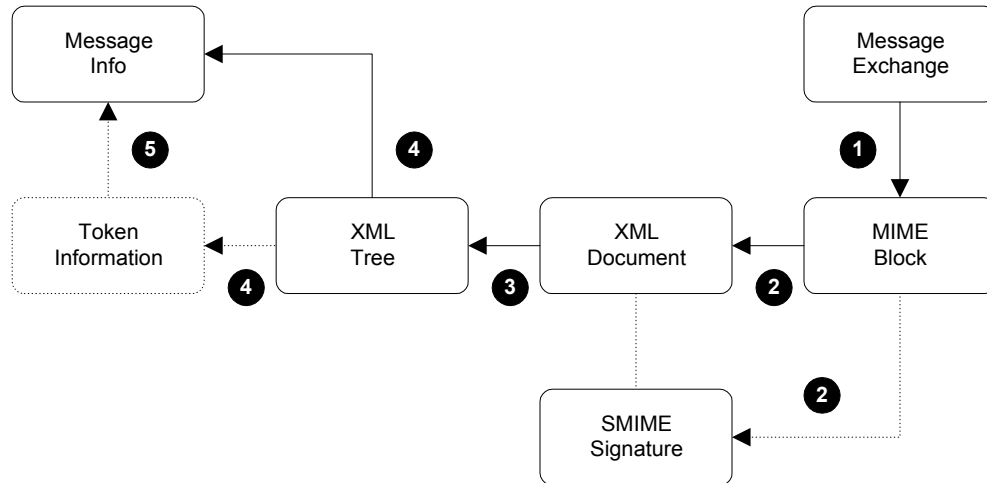 Message
Info
Message
Exchange
5
4
1
Token
Information
XML
Tree
XML
Document
MIME
Block
4
3
2
SMIME
Signature
2